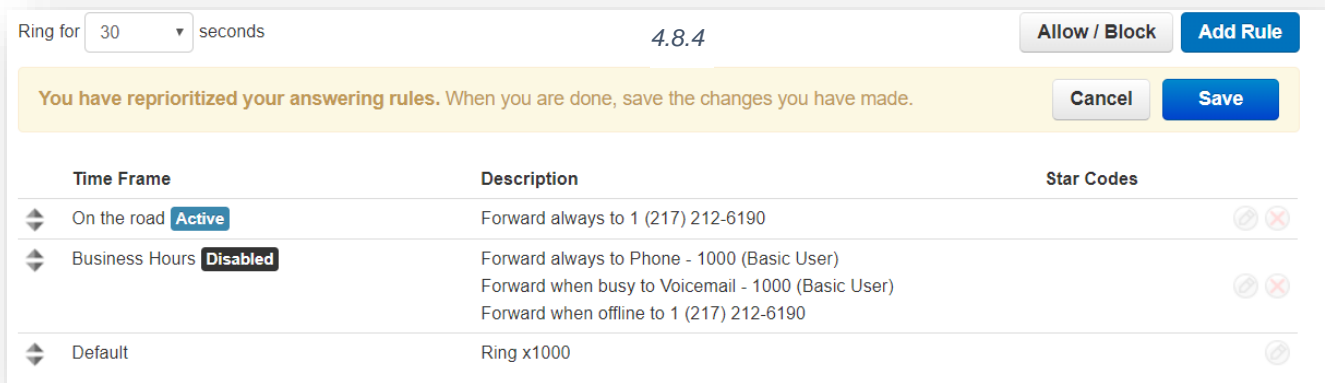 Ring for 30 seconds 4.8.4 Allow / Block Add Rule
You have reprioritized your answering rules. When you are done, save the changes you have made. Cancel Save
Time Frame Description Star Codes
On the road Active Forward always to 1 (217) 212-6190
Business Hours Disabled Forward always to Phone - 1000 (Basic User)
Forward when busy to Voicemail - 1000 (Basic User)
Forward when offline to 1 (217) 212-6190
Default Ring x1000